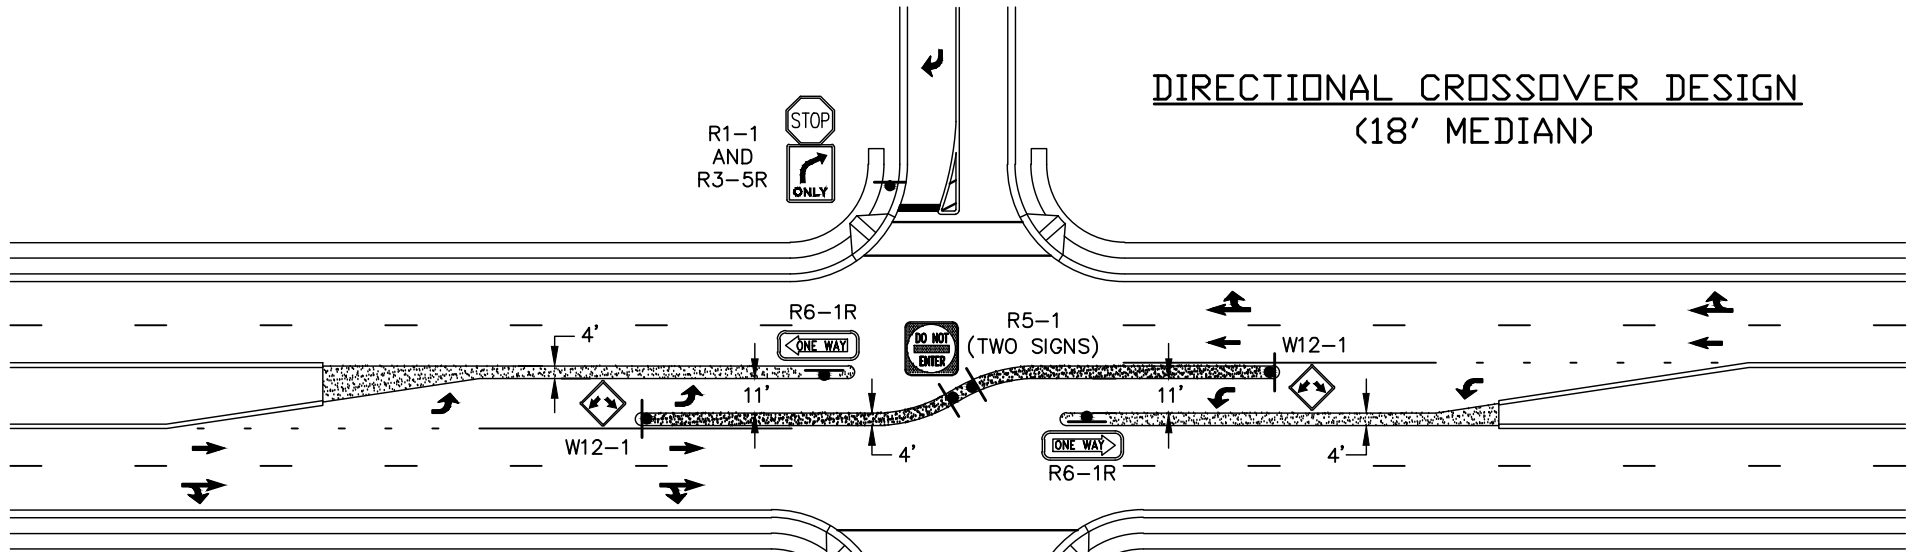 DIRECTIONAL CROSSOVER DESIGN
(18' MEDIAN)
STOP
R1-1
AND
R3-5R
ONLY
R6-1R
ONE WAY
DO NOT
ENTER
R5-1
(TWO SIGNS)
W12-1
4'
11'
11'
W12-1
4'
ONE WAY
R6-1R
4'